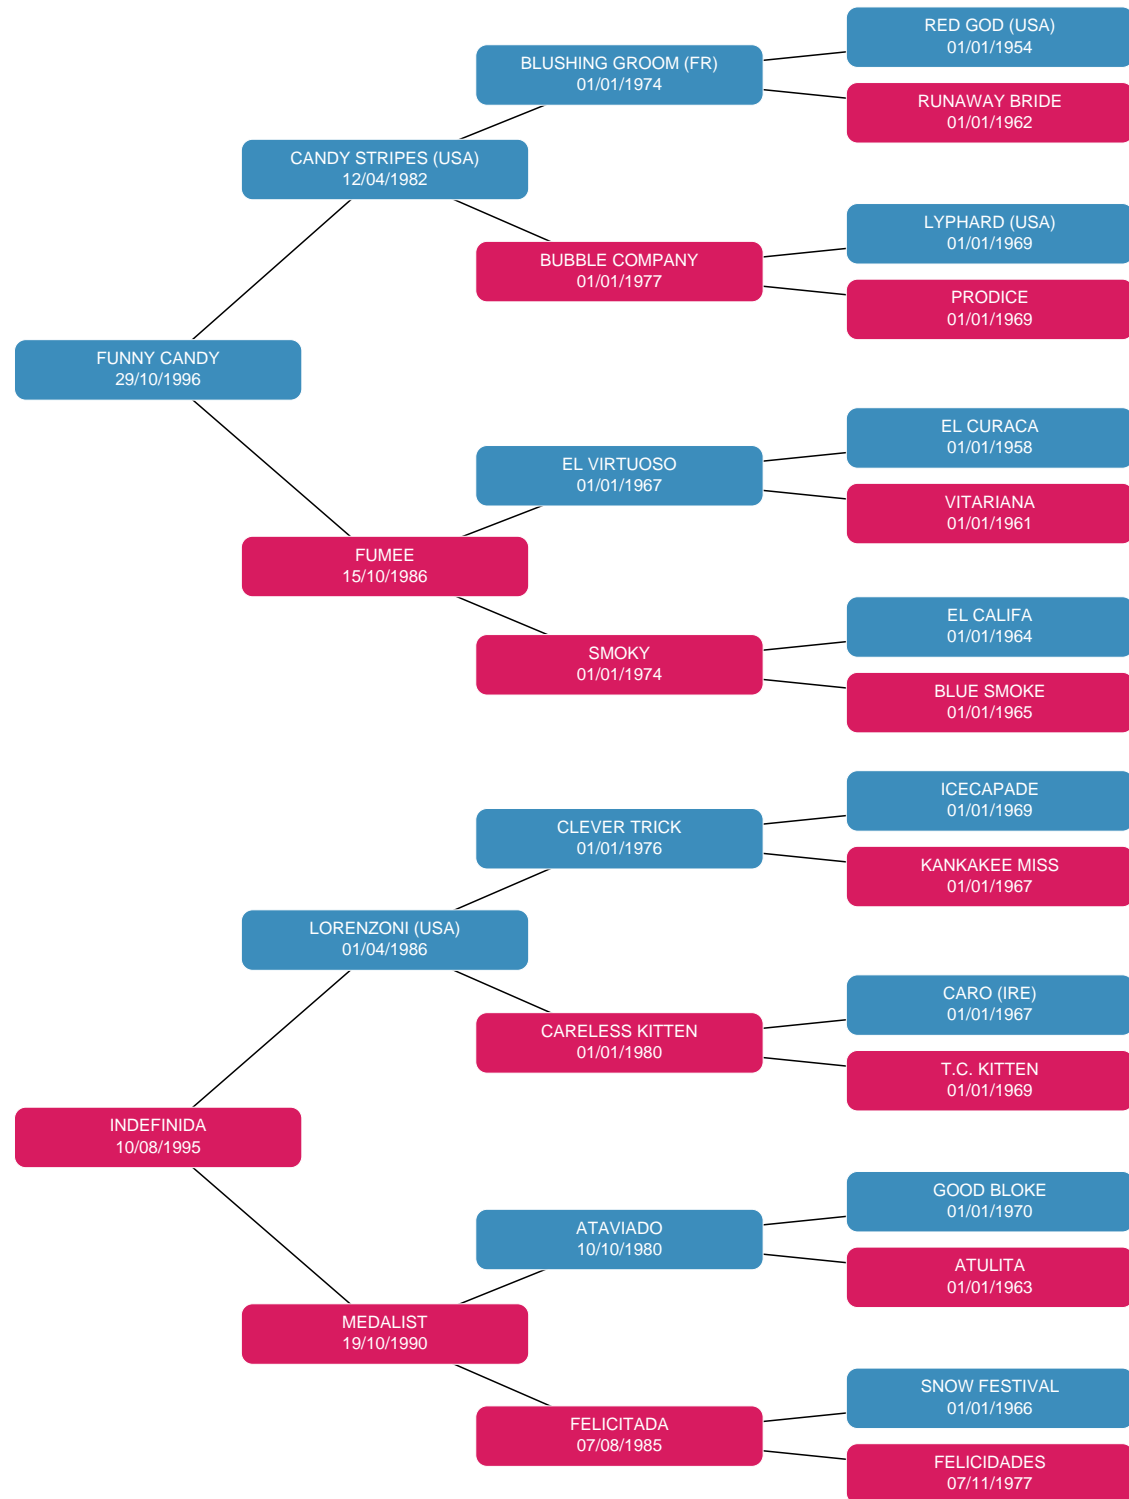 RED GOD (USA)
01/01/1954
BLUSHING GROOM (FR)
01/01/1974
RUNAWAY BRIDE
01/01/1962
CANDY STRIPES (USA)
12/04/1982
LYPHARD (USA)
01/01/1969
BUBBLE COMPANY
01/01/1977
PRODICE
01/01/1969
FUNNY CANDY
29/10/1996
EL CURACA
01/01/1958
EL VIRTUOSO
01/01/1967
VITARIANA
01/01/1961
FUMEE
15/10/1986
EL CALIFA
01/01/1964
SMOKY
01/01/1974
BLUE SMOKE
01/01/1965
ICECAPADE
01/01/1969
CLEVER TRICK
01/01/1976
KANKAKEE MISS
01/01/1967
LORENZONI (USA)
01/04/1986
CARO (IRE)
01/01/1967
CARELESS KITTEN
01/01/1980
T.C. KITTEN
01/01/1969
INDEFINIDA
10/08/1995
GOOD BLOKE
01/01/1970
ATAVIADO
10/10/1980
ATULITA
01/01/1963
MEDALIST
19/10/1990
SNOW FESTIVAL
01/01/1966
FELICITADA
07/08/1985
FELICIDADES
07/11/1977